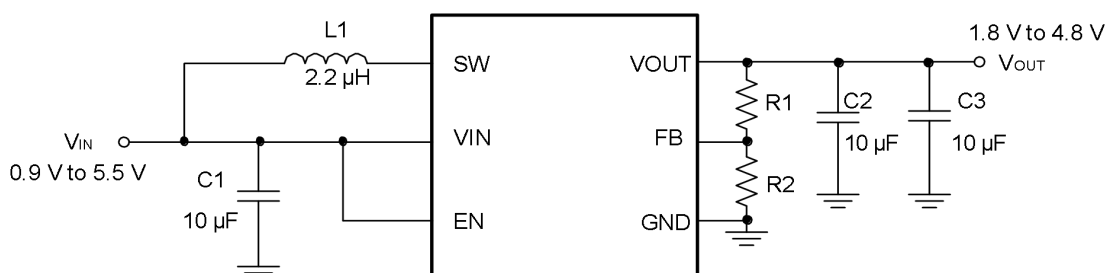 L1
2.2 µH
SW
VIN
EN
VOUT
FB
GND
VIN
0.9 V to 5.5 V
C1
10 µF
R1
R2
C2
10 µF
C3
10 µF
1.8 V to 4.8 V
VOUT